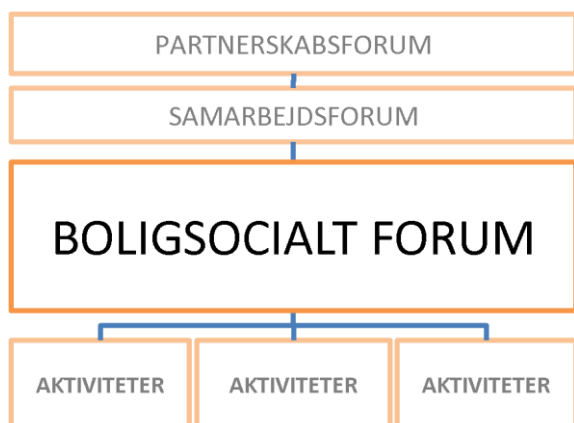 PARTNERSKABSFORUM
SAMARBEJDSFORUM
BOLIGSOCIALT FORUM
AKTIVITETER AKTIVITETER AKTIVITETER